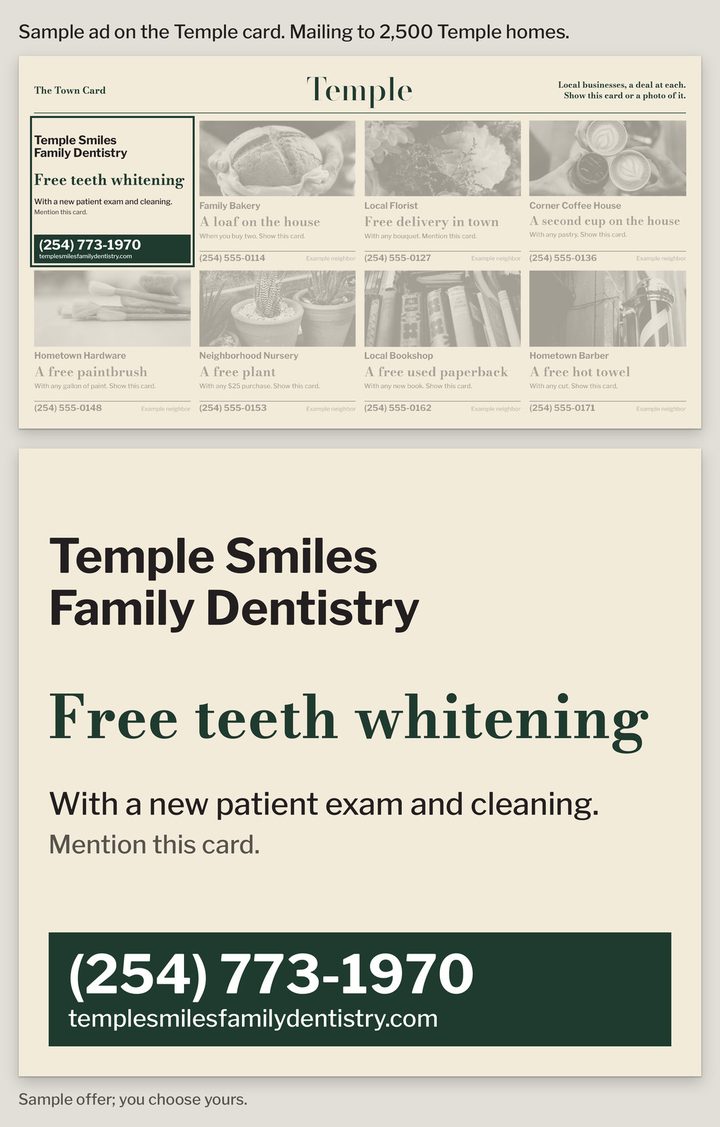 Sample ad on the Temple card. Mailing to 2,500 Temple homes.
The Town Card
Temple
Local businesses, a deal at each.
Show this card or a photo of it.
Temple Smiles
Family Dentistry
Free teeth whitening
With a new patient exam and cleaning.
Mention this card.
(254) 773-1970
templesmilesfamilydentistry.com
Family Bakery
A loaf on the house
When you buy two. Show this card.
(254) 555-0114
Example neighbor
Local Florist
Free delivery in town
With any bouquet. Mention this card.
(254) 555-0127
Example neighbor
Corner Coffee House
A second cup on the house
With any pastry. Show this card.
(254) 555-0136
Example neighbor
Hometown Hardware
A free paintbrush
With any gallon of paint. Show this card.
(254) 555-0148
Example neighbor
Neighborhood Nursery
A free plant
With any $25 purchase. Show this card.
(254) 555-0153
Example neighbor
Local Bookshop
A free used paperback
With any new book. Show this card.
(254) 555-0162
Example neighbor
Hometown Barber
A free hot towel
With any cut. Show this card.
(254) 555-0171
Example neighbor
Temple Smiles
Family Dentistry
Free teeth whitening
With a new patient exam and cleaning.
Mention this card.
(254) 773-1970
templesmilesfamilydentistry.com
Sample offer; you choose yours.